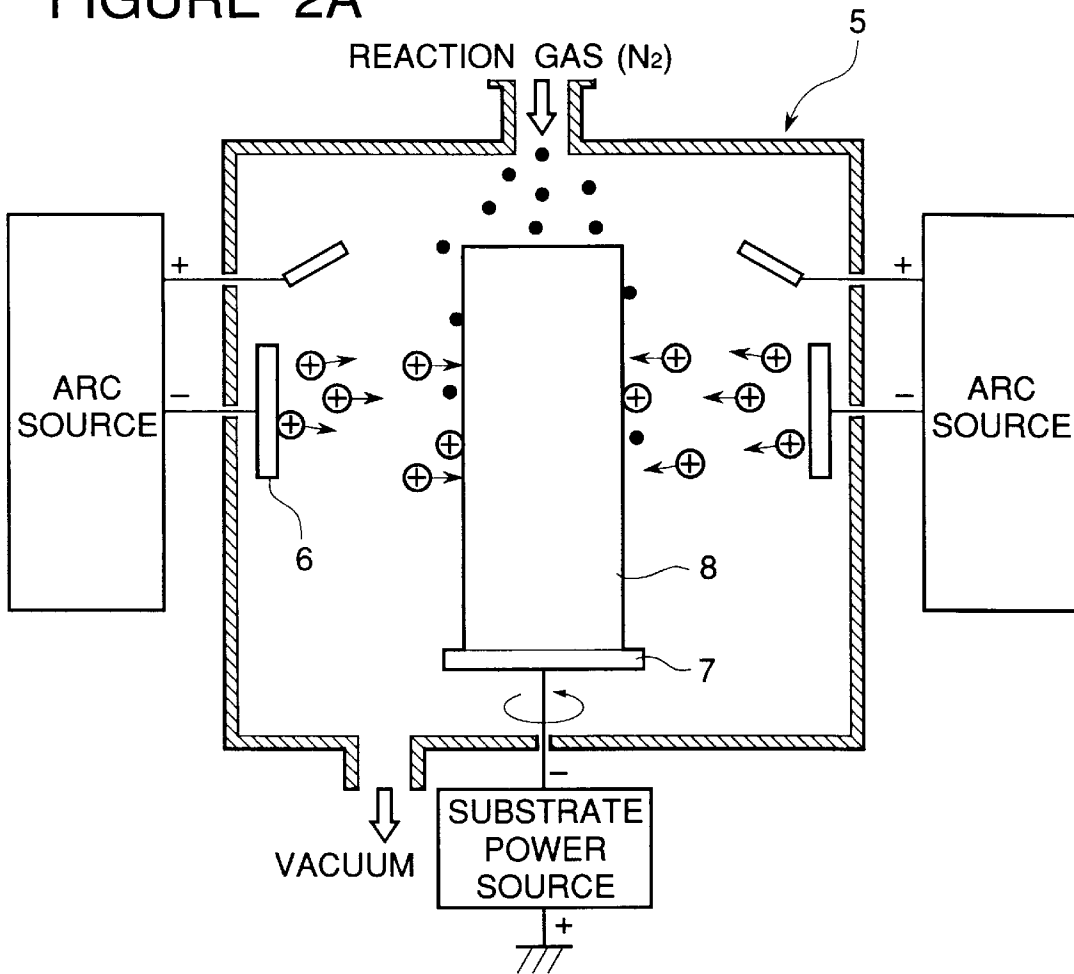 FIGURE 2A
5
REACTION GAS (N₂)
+
+
ARC
SOURCE
−
−
ARC
SOURCE
6
8
7
−
SUBSTRATE
POWER
SOURCE
VACUUM
+